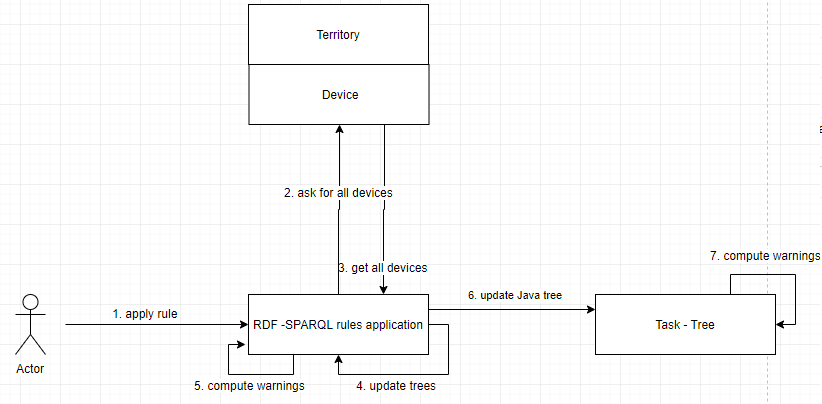 Territory
Device
2. ask for all devices
3. get all devices
7. compute warnings
6. update Java tree
1. apply rule
RDF -SPARQL rules application
Task - Tree
Actor
5. compute warnings
4. update trees